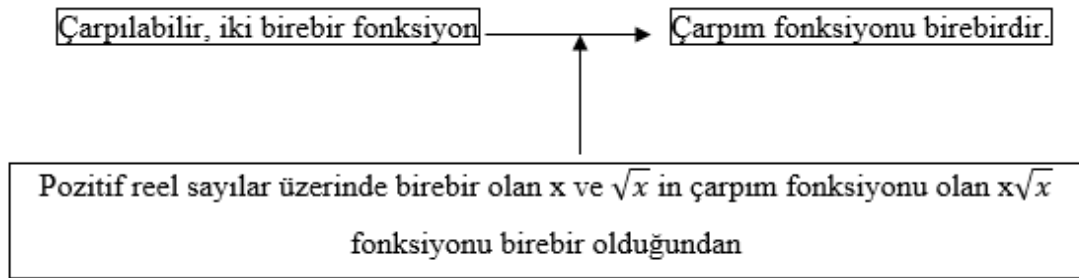 Çarpılabilir, iki birebir fonksiyon
Çarpım fonksiyonu birebirdir.
Pozitif reel sayılar üzerinde birebir olan x ve √x in çarpım fonksiyonu olan x√x
fonksiyonu birebir olduğundan